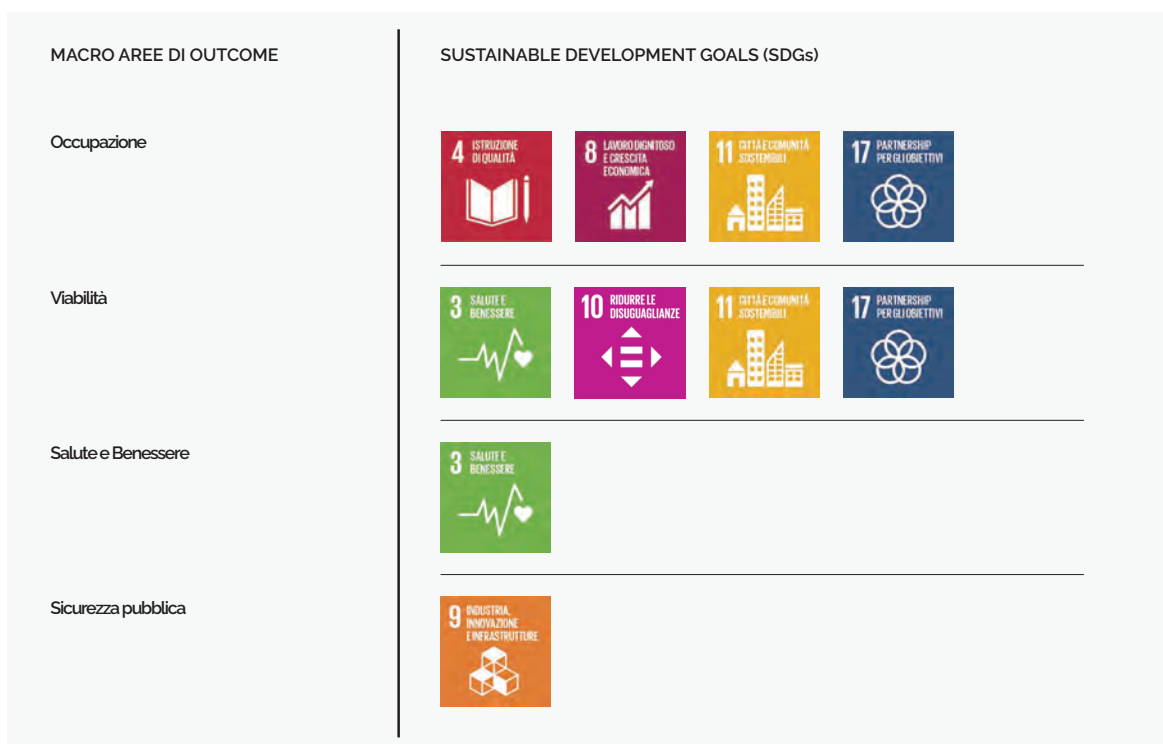 MACRO AREE DI OUTCOME
SUSTAINABLE DEVELOPMENT GOALS (SDGs)
Occupazione
4 ISTRUZIONE
DI QUALITÀ
8 LAVORO DIGNITOSO
E CRESCITA
ECONOMICA
11 CITTÀ E COMUNITÀ
SOSTENIBILI
17 PARTNERSHIP
PER GLI OBIETTIVI
Viabilità
3 SALUTE E
BENESSERE
10 RIDURRE LE
DISUGUAGLIANZE
11 CITTÀ E COMUNITÀ
SOSTENIBILI
17 PARTNERSHIP
PER GLI OBIETTIVI
Salute e Benessere
3 SALUTE E
BENESSERE
Sicurezza pubblica
9 INDUSTRIA,
INNOVAZIONE
E INFRASTRUTTURE